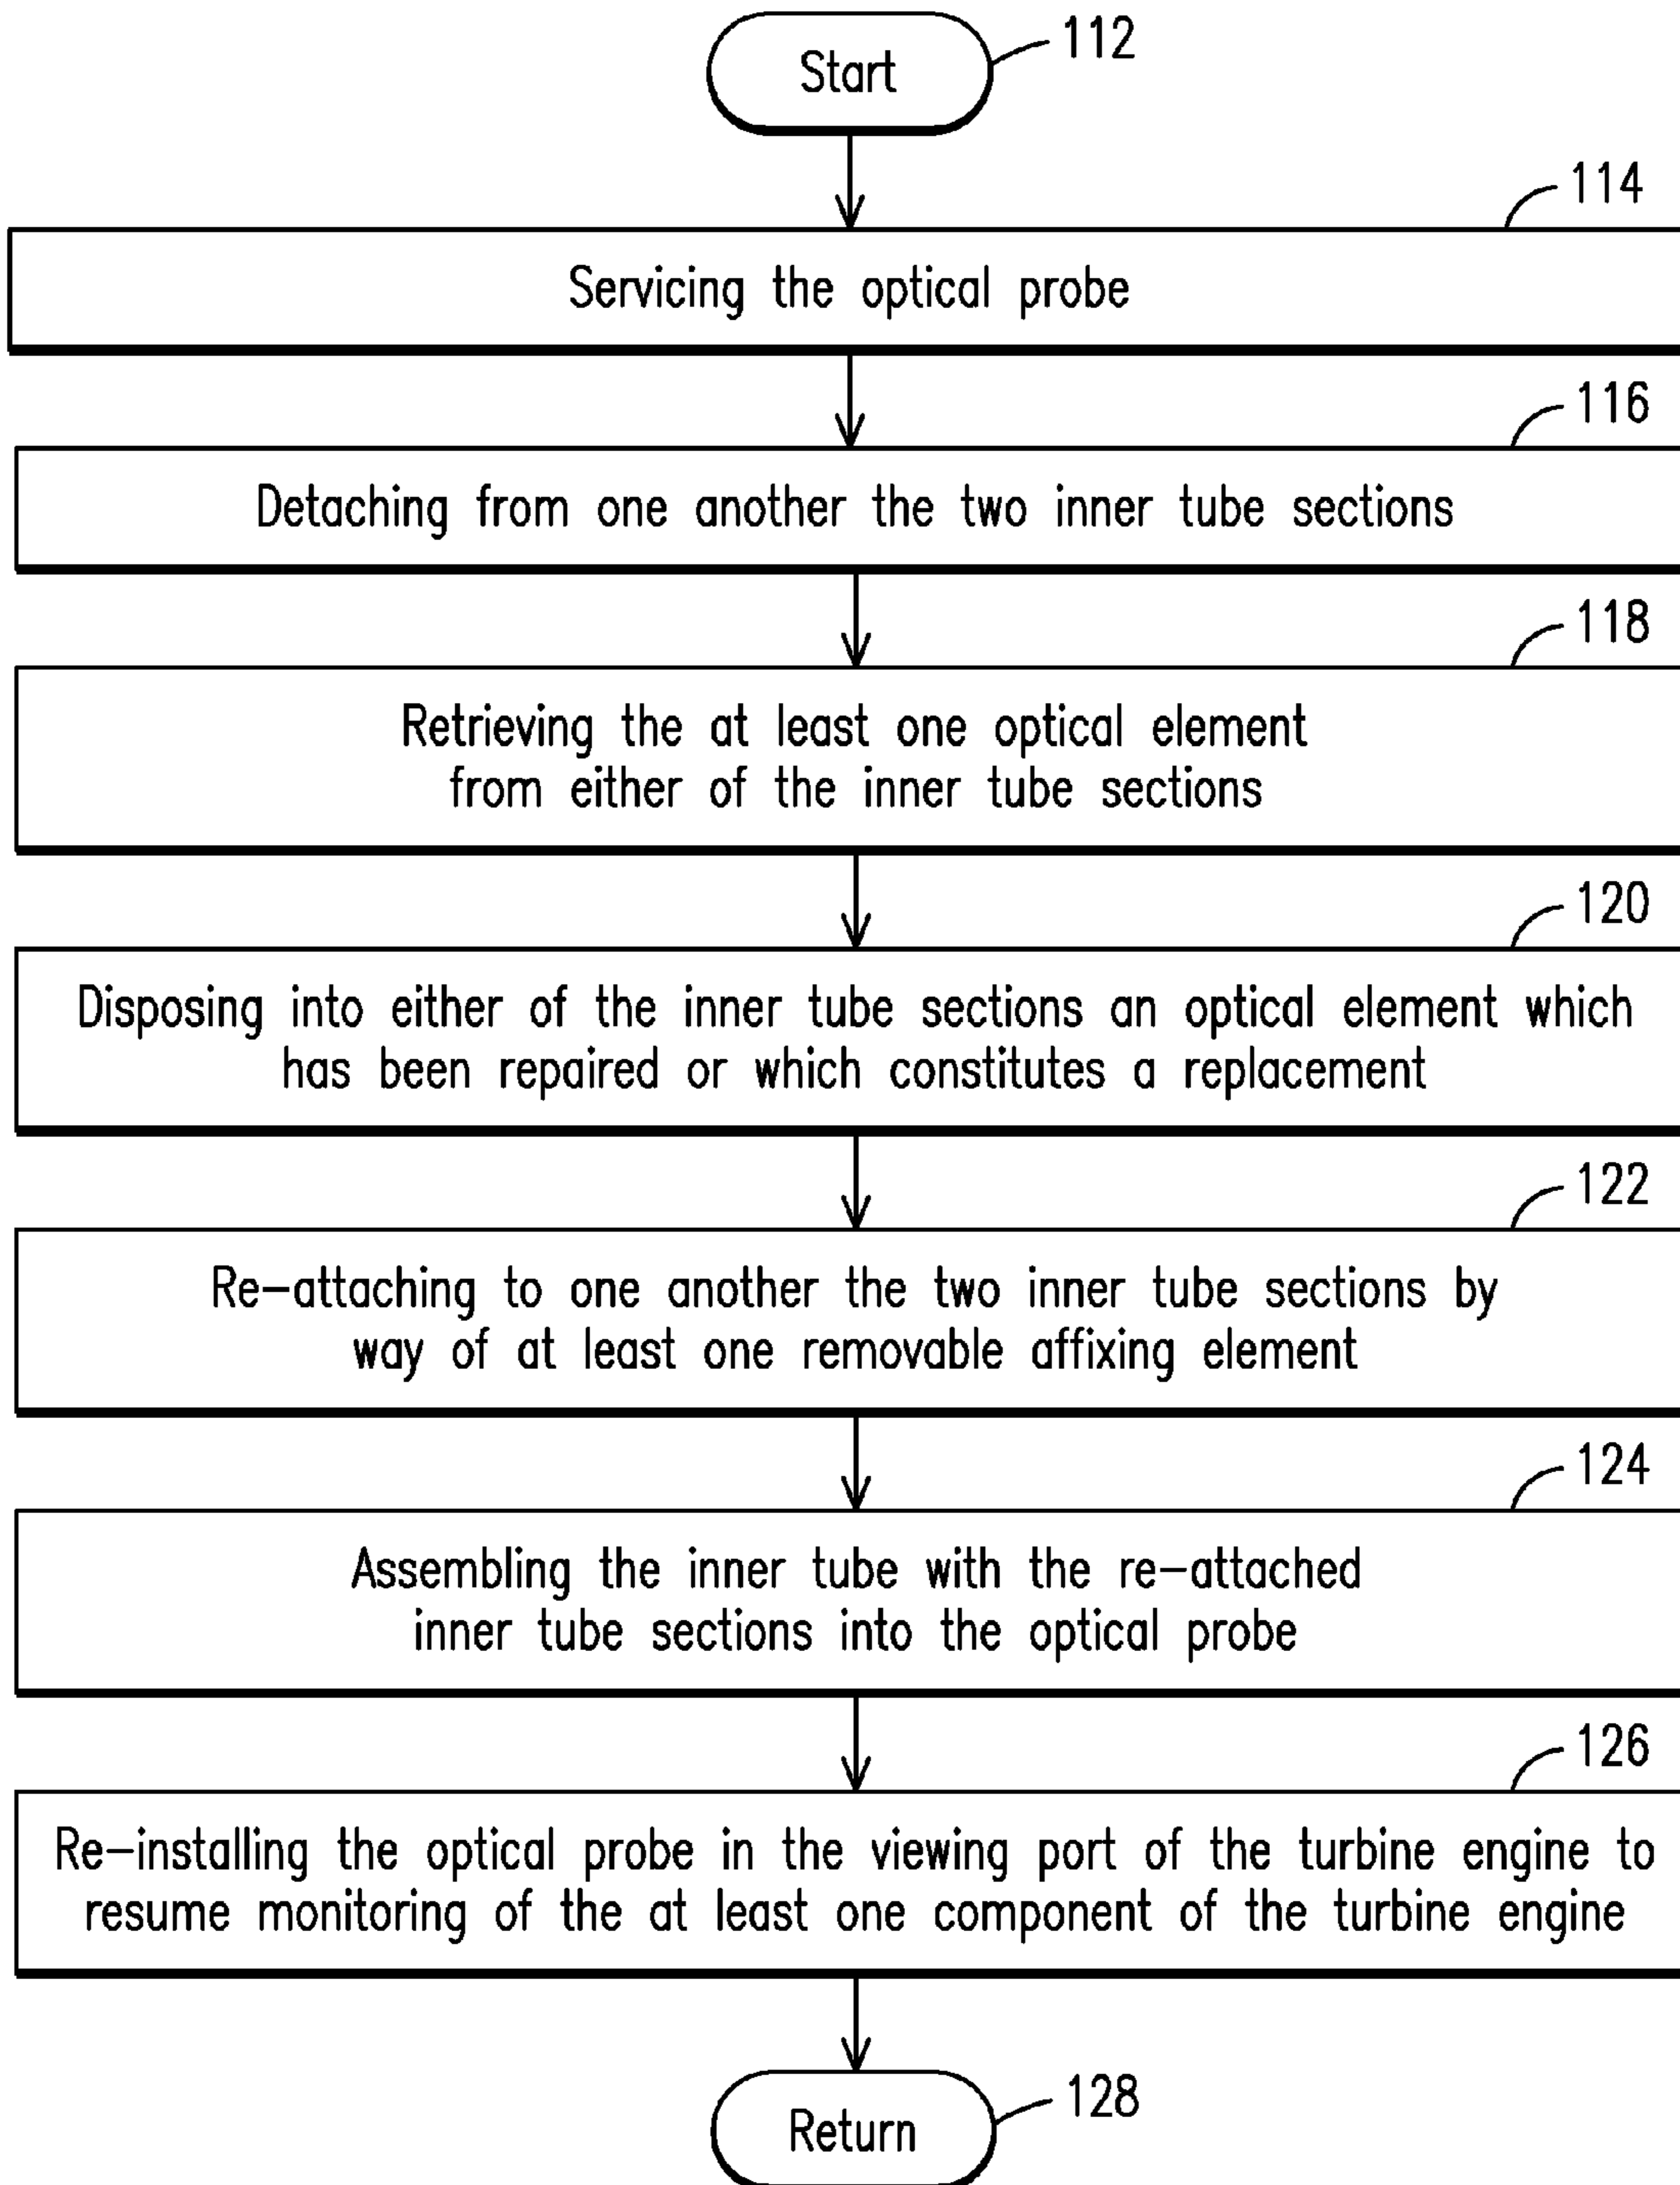 Start
112
114
Servicing the optical probe
116
Detaching from one another the two inner tube sections
118
Retrieving the at least one optical element
from either of the inner tube sections
120
Disposing into either of the inner tube sections an optical element which
has been repaired or which constitutes a replacement
122
Re-attaching to one another the two inner tube sections by
way of at least one removable affixing element
124
Assembling the inner tube with the re-attached
inner tube sections into the optical probe
126
Re-installing the optical probe in the viewing port of the turbine engine to
resume monitoring of the at least one component of the turbine engine
Return
128